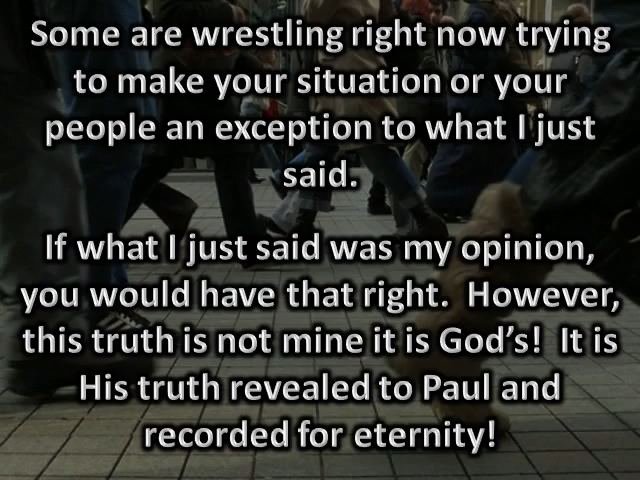 Some are wrestling right now trying
to make your situation or your
people an exception to what I just
said.
If what I just said was my opinion,
you would have that right.  However,
this truth is not mine it is God's!  It is
His truth revealed to Paul and
recorded for eternity!